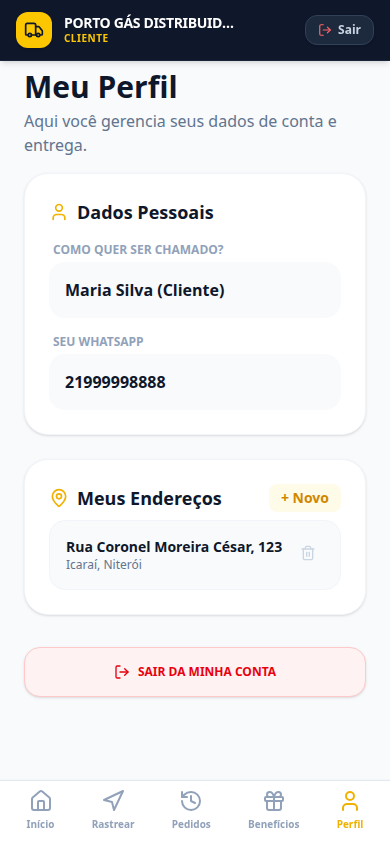 PORTO GÁS DISTRIBUID...
CLIENTE
Sair
Meu Perfil
Aqui você gerencia seus dados de conta e
entrega.
Dados Pessoais
COMO QUER SER CHAMADO?
Maria Silva (Cliente)
SEU WHATSAPP
21999998888
Meus Endereços
+ Novo
Rua Coronel Moreira César, 123
Icaraí, Niterói
SAIR DA MINHA CONTA
Início
Rastrear
Pedidos
Benefícios
Perfil